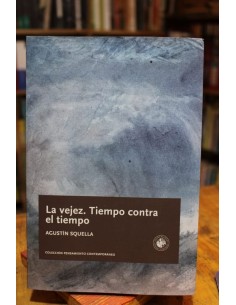 La vejez. Tiempo contra
el tiempo
AGUSTÍN SQUELLA
COLECCIÓN PENSAMIENTO CONTEMPORÁNEO